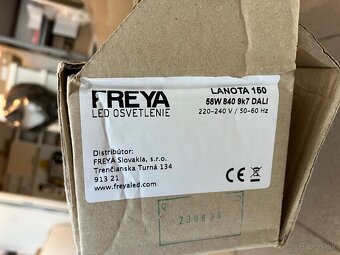 FREYA
LED OSVETLENIE
LANOTA 150
58W 840 9k7 DALI
220-240 V / 50-60 Hz
Distribútor:
FREYA Slovakia, s.r.o.
Trenčianska Turná 134
913 21
www.freyaled.com
CE
230830